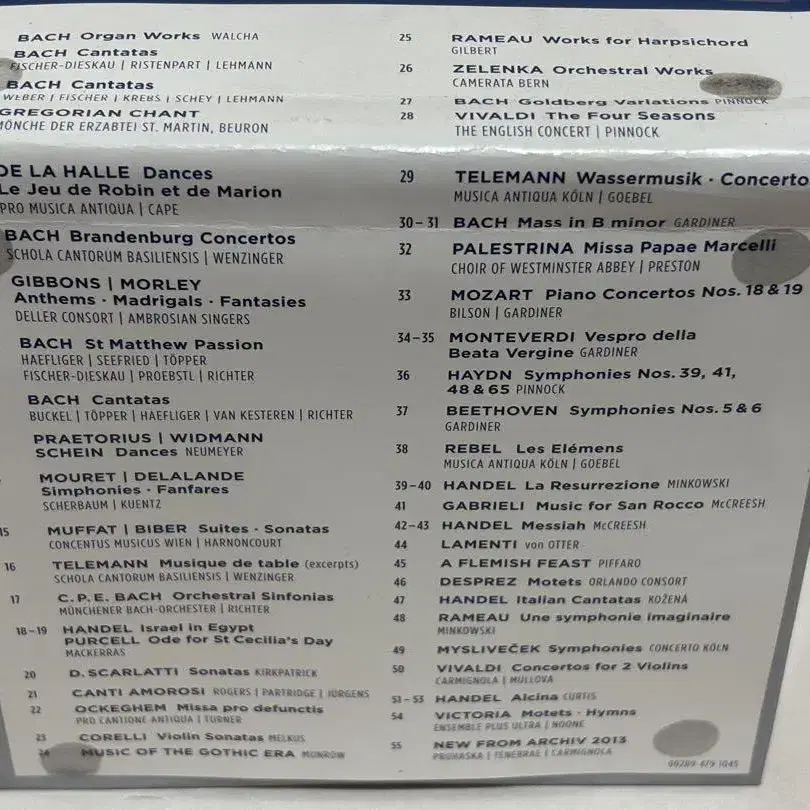 BACH Organ Works WALCHA
BACH Cantatas
FISCHER-DIESKAU | RISTENPART | LEHMANN
BACH Cantatas
WEBER | FISCHER | KREBS | SCHEY | LEHMANN
GREGORIAN CHANT
MÖNCHE DER ERZABTEI ST. MARTIN, BEURON
DE LA HALLE Dances
Le Jeu de Robin et de Marion
PRO MUSICA ANTIQUA | CAPE
BACH Brandenburg Concertos
SCHOLA CANTORUM BASILIENSIS | WENZINGER
GIBBONS | MORLEY
Anthems · Madrigals · Fantasies
DELLER CONSORT | AMBROSIAN SINGERS
BACH St Matthew Passion
HAEFLIGER | SEEFRIED | TÖPPER
FISCHER-DIESKAU | PROEBSTL | RICHTER
BACH Cantatas
BUCKEL | TÖPPER | HAEFLIGER | VAN KESTEREN | RICHTER
PRAETORIUS | WIDMANN
SCHEIN Dances NEUMEYER
MOURET | DELALANDE
Simphonies · Fanfares
SCHERBAUM | KUENTZ
15 MUFFAT | BIBER Suites · Sonatas
CONCENTUS MUSICUS WIEN | HARNONCOURT
16 TELEMANN Musique de table (excerpts)
SCHOLA CANTORUM BASILIENSIS | WENZINGER
17 C.P.E. BACH Orchestral Sinfonias
MÜNCHENER BACH-ORCHESTER | RICHTER
18-19 HANDEL Israel in Egypt
PURCELL Ode for St Cecilia's Day
MACKERRAS
20 D. SCARLATTI Sonatas KIRKPATRICK
21 CANTI AMOROSI ROGERS | PARTRIDGE | JÜRGENS
22 OCKEGHEM Missa pro defunctis
PRO CANTIONE ANTIQUA | TURNER
23 CORELLI Violin Sonatas MELKUS
24 MUSIC OF THE GOTHIC ERA MUNROW
25 RAMEAU Works for Harpsichord
GILBERT
26 ZELENKA Orchestral Works
CAMERATA BERN
27 BACH Goldberg Variations PINNOCK
28 VIVALDI The Four Seasons
THE ENGLISH CONCERT | PINNOCK
29 TELEMANN Wassermusik · Concerto
MUSICA ANTIQUA KÖLN | GOEBEL
30-31 BACH Mass in B minor GARDINER
32 PALESTRINA Missa Papae Marcelli
CHOIR OF WESTMINSTER ABBEY | PRESTON
33 MOZART Piano Concertos Nos. 18 & 19
BILSON | GARDINER
34-35 MONTEVERDI Vespro della
Beata Vergine GARDINER
36 HAYDN Symphonies Nos. 39, 41,
48 & 65 PINNOCK
37 BEETHOVEN Symphonies Nos. 5 & 6
GARDINER
38 REBEL Les Elémens
MUSICA ANTIQUA KÖLN | GOEBEL
39-40 HANDEL La Resurrezione MINKOWSKI
41 GABRIELI Music for San Rocco McCREESH
42-43 HANDEL Messiah McCREESH
44 LAMENTI von OTTER
45 A FLEMISH FEAST PIFFARO
46 DESPREZ Motets ORLANDO CONSORT
47 HANDEL Italian Cantatas KOŽENÁ
48 RAMEAU Une symphonie imaginaire
MINKOWSKI
49 MYSLIVEČEK Symphonies CONCERTO KÖLN
50 VIVALDI Concertos for 2 Violins
CARMIGNOLA | MULLOVA
51-53 HANDEL Alcina CURTIS
54 VICTORIA Motets · Hymns
ENSEMBLE PLUS ULTRA | NOONE
55 NEW FROM ARCHIV 2013
PROHASKA | TENEBRAE | CARMIGNOLA
00289 479 1045